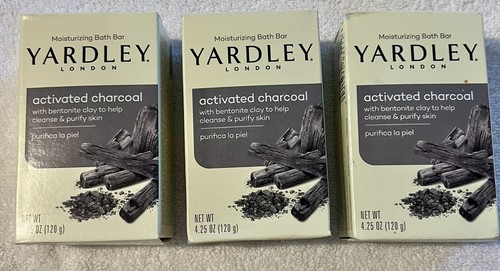 Moisturizing Bath Bar
YARDLEY®
LONDON
activated charcoal
with bentonite clay to help
cleanse & purify skin
purifica la piel
NET WT
OZ (120 g)
Moisturizing Bath Bar
YARDLEY®
LONDON
activated charcoal
with bentonite clay to help
cleanse & purify skin
purifica la piel
NET WT
4.25 OZ (120 g)
Moisturizing Bath Bar
YARDLEY®
LONDON
activated charcoal
with bentonite clay to help
cleanse & purify skin
purifica la piel
NET WT
4.25 OZ (120 g)